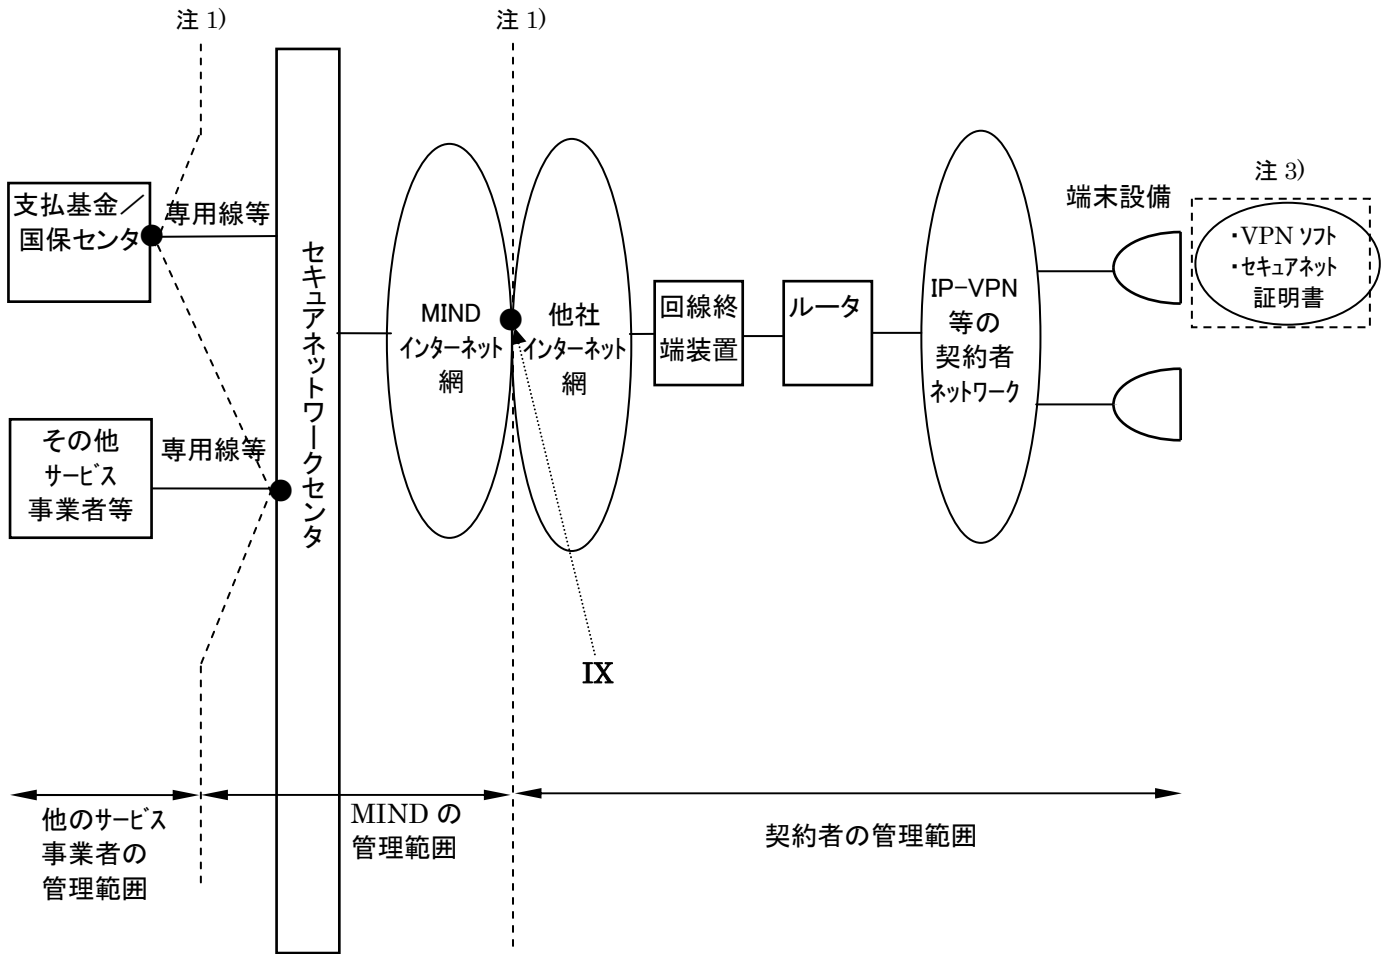 注 1)
注 1)
支払基金／
国保センタ
専用線等
その他
サービス
事業者等
専用線等
セキュアネットワークセンタ
MIND
インターネット
網
他社
インターネット
網
IX
回線終
端装置
ルータ
IP-VPN
等の
契約者
ネットワーク
端末設備
注 3)
・VPN ソフト
・セキュアネット
証明書
他のサービス
事業者の
管理範囲
MIND の
管理範囲
契約者の管理範囲